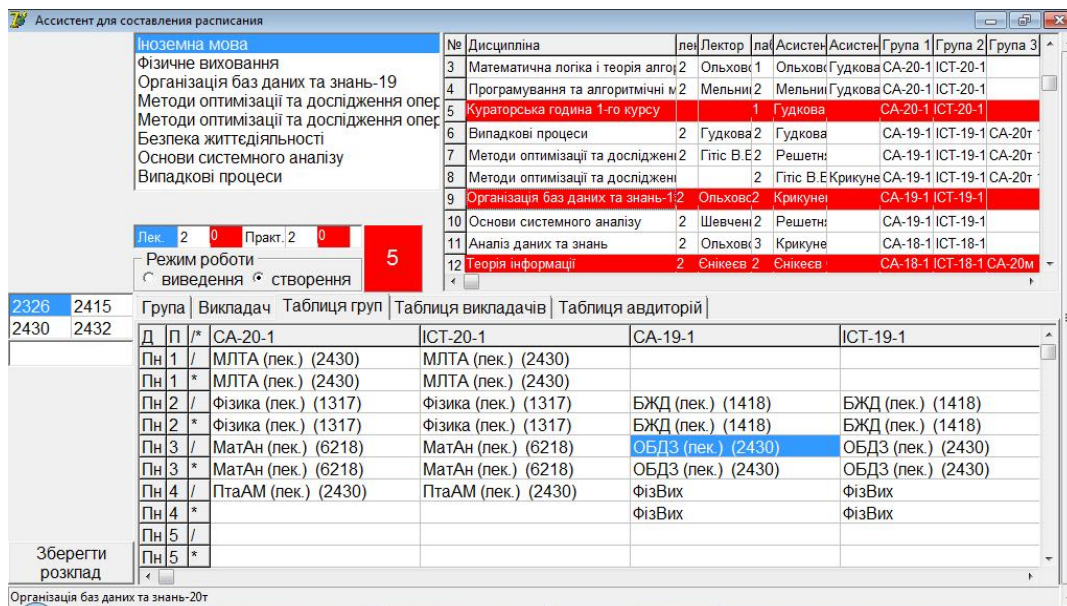 Ассистент для составления расписания
Іноземна мова
Фізичне виховання
Організація баз даних та знань-19
Методи оптимізації та дослідження опер
Методи оптимізації та дослідження опер
Безпека життєдіяльності
Основи системного аналізу
Випадкові процеси
№ Дисципліна лек Лектор лаб Асистен Асистен Група 1 Група 2 Група 3
3 Математична логіка і теорія алгор 2 Ольхово 1 Ольхово Гудкова СА-20-1 ІСТ-20-1
4 Програмування та алгоритмічні м 2 Мельни 2 Мельни Гудкова СА-20-1 ІСТ-20-1
5 Кураторська година 1-го курсу 1 Гудкова СА-20-1 ІСТ-20-1
6 Випадкові процеси 2 Гудкова 2 Гудкова СА-19-1 ІСТ-19-1 СА-20т
7 Методи оптимізації та досліджені 2 Гітіс В.Б 2 Решетн СА-19-1 ІСТ-19-1 СА-20т
8 Методи оптимізації та досліджені 2 Гітіс В.Б Крикуне СА-19-1 ІСТ-19-1 СА-20т
9 Організація баз даних та знань-1 2 Ольхово 2 Крикуне СА-19-1 ІСТ-19-1
10 Основи системного аналізу 2 Шевчен 2 Решетн СА-19-1 ІСТ-19-1
11 Аналіз даних та знань 2 Ольхово 3 Крикуне СА-18-1 ІСТ-18-1
12 Теорія інформації 2 Єнікєєв 2 Єнікєєв СА-18-1 ІСТ-18-1 СА-20м
Лек. 2 0 Практ. 2 0 5
Режим роботи
виведення створення
2326 2415
2430 2432
Група Викладач Таблиця груп Таблиця викладачів Таблиця авдиторій
Д П /* СА-20-1 ІСТ-20-1 СА-19-1 ІСТ-19-1
Пн 1 / МЛТА (лек.) (2430) МЛТА (лек.) (2430)
Пн 1 * МЛТА (лек.) (2430) МЛТА (лек.) (2430)
Пн 2 / Фізика (лек.) (1317) Фізика (лек.) (1317) БЖД (лек.) (1418) БЖД (лек.) (1418)
Пн 2 * Фізика (лек.) (1317) Фізика (лек.) (1317) БЖД (лек.) (1418) БЖД (лек.) (1418)
Пн 3 / МатАн (лек.) (6218) МатАн (лек.) (6218) ОБДЗ (лек.) (2430) ОБДЗ (лек.) (2430)
Пн 3 * МатАн (лек.) (6218) МатАн (лек.) (6218) ОБДЗ (лек.) (2430) ОБДЗ (лек.) (2430)
Пн 4 / ПтаАМ (лек.) (2430) ПтаАМ (лек.) (2430) ФізВих ФізВих
Пн 4 * ФізВих ФізВих
Пн 5 /
Пн 5 *
Зберегти
розклад
Організація баз даних та знань-20т